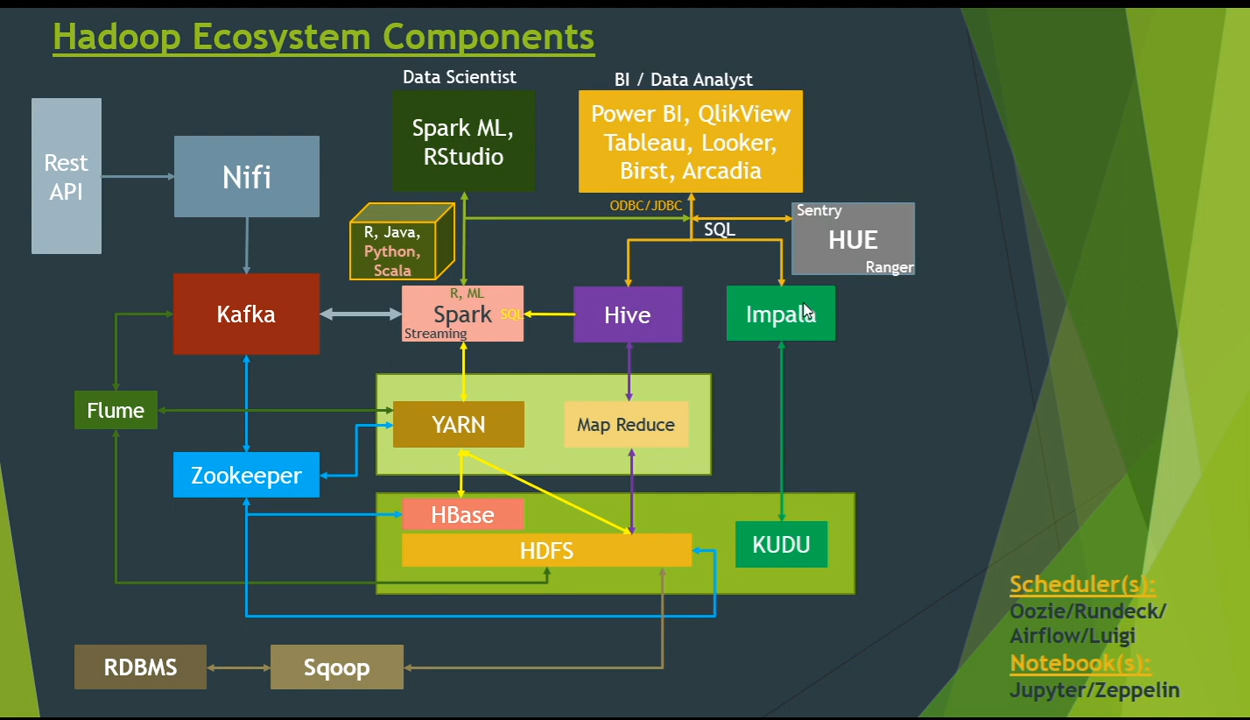 Hadoop Ecosystem Components
Data Scientist
BI / Data Analyst
Rest
API
Nifi
Spark ML,
RStudio
Power BI, QlikView
Tableau, Looker,
Birst, Arcadia
ODBC/JDBC
SQL
Sentry
HUE
Ranger
R, Java,
Python,
Scala
Kafka
R, ML
Spark
SQL
Streaming
Hive
Impala
Flume
YARN
Map Reduce
Zookeeper
HBase
HDFS
KUDU
RDBMS
Sqoop
Scheduler(s):
Oozie/Rundeck/
Airflow/Luigi
Notebook(s):
Jupyter/Zeppelin